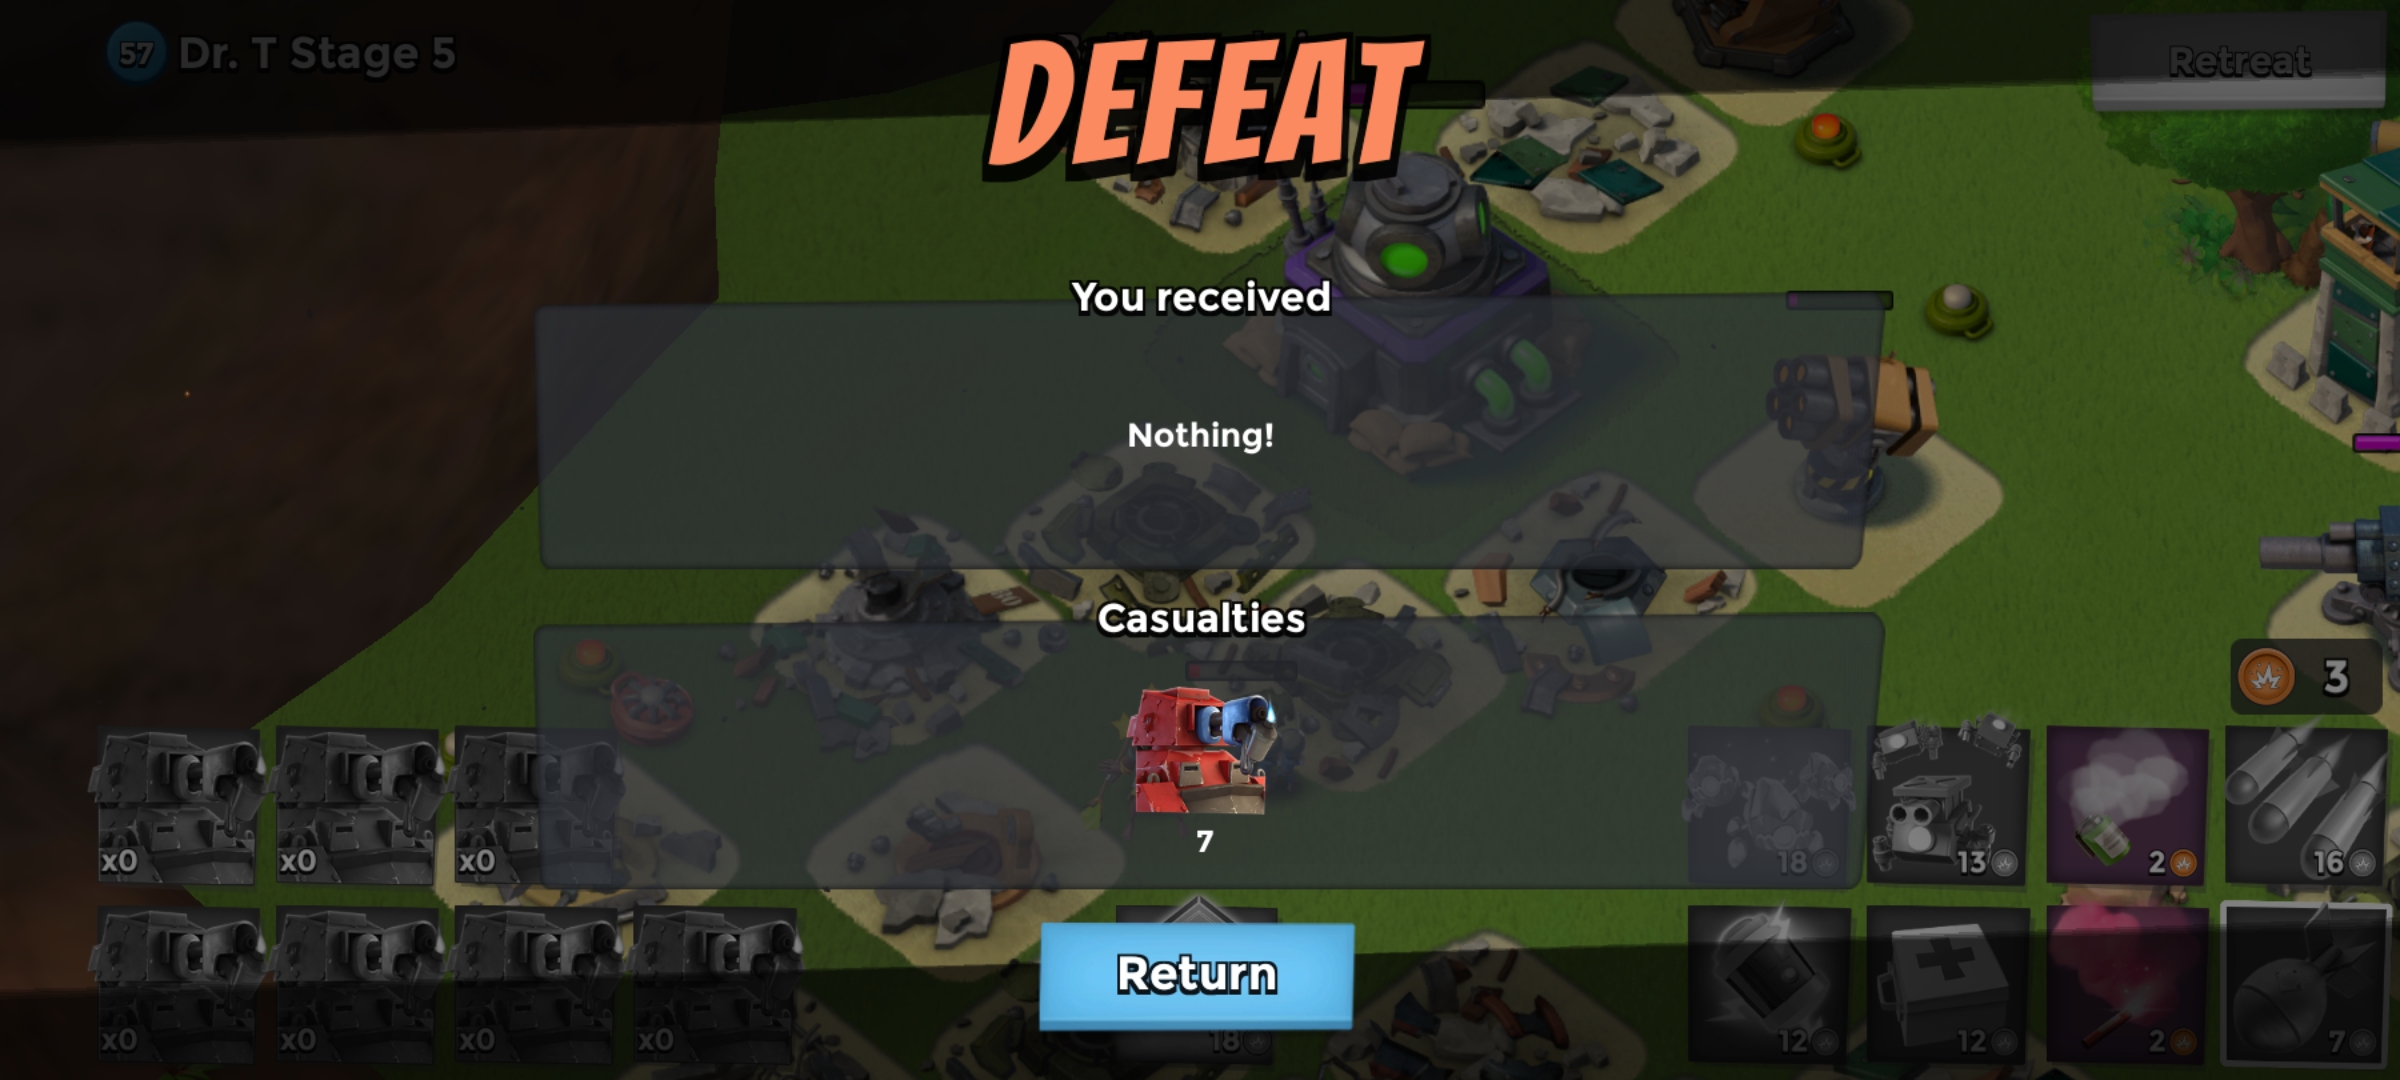 57 Dr. T Stage 5
DEFEAT
Retreat
You received
Nothing!
Casualties
7
3
x0 x0 x0
18 13 2 16
x0 x0 x0 x0
Return
18
12 12 2 7